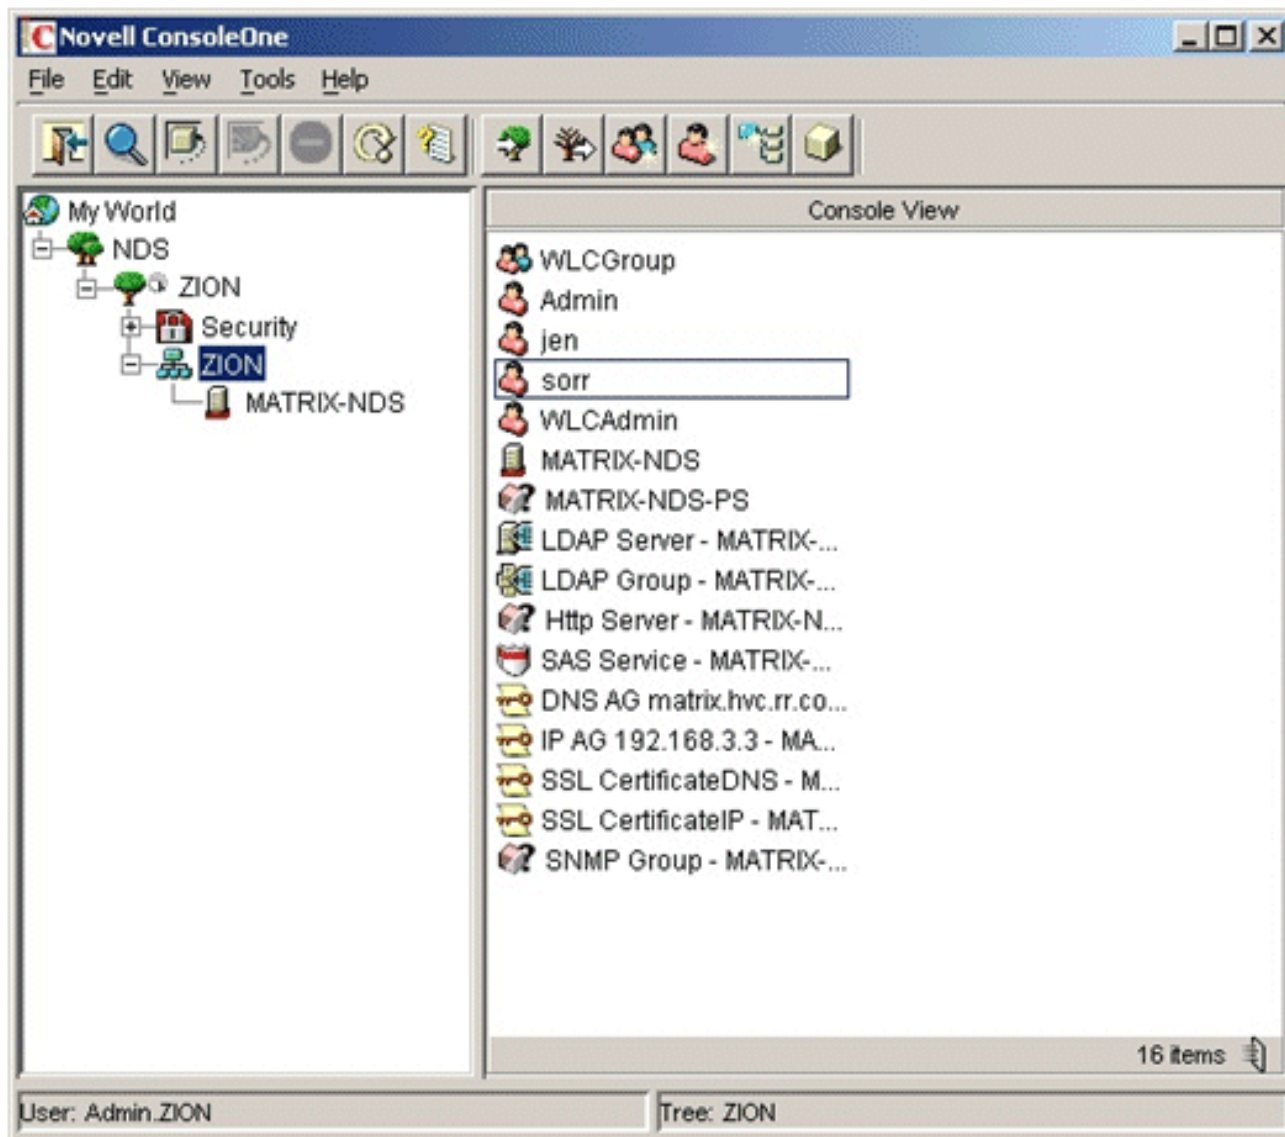 Novell ConsoleOne
File Edit View Tools Help
My World
NDS
ZION
Security
ZION
MATRIX-NDS
Console View
WLCGroup
Admin
jen
sorr
WLCAdmin
MATRIX-NDS
MATRIX-NDS-PS
LDAP Server - MATRIX-...
LDAP Group - MATRIX-...
Http Server - MATRIX-N...
SAS Service - MATRIX-...
DNS AG matrix.hvc.rr.co...
IP AG 192.168.3.3 - MA...
SSL CertificateDNS - M...
SSL CertificateIP - MAT...
SNMP Group - MATRIX-...
16 items
User: Admin.ZION
Tree: ZION